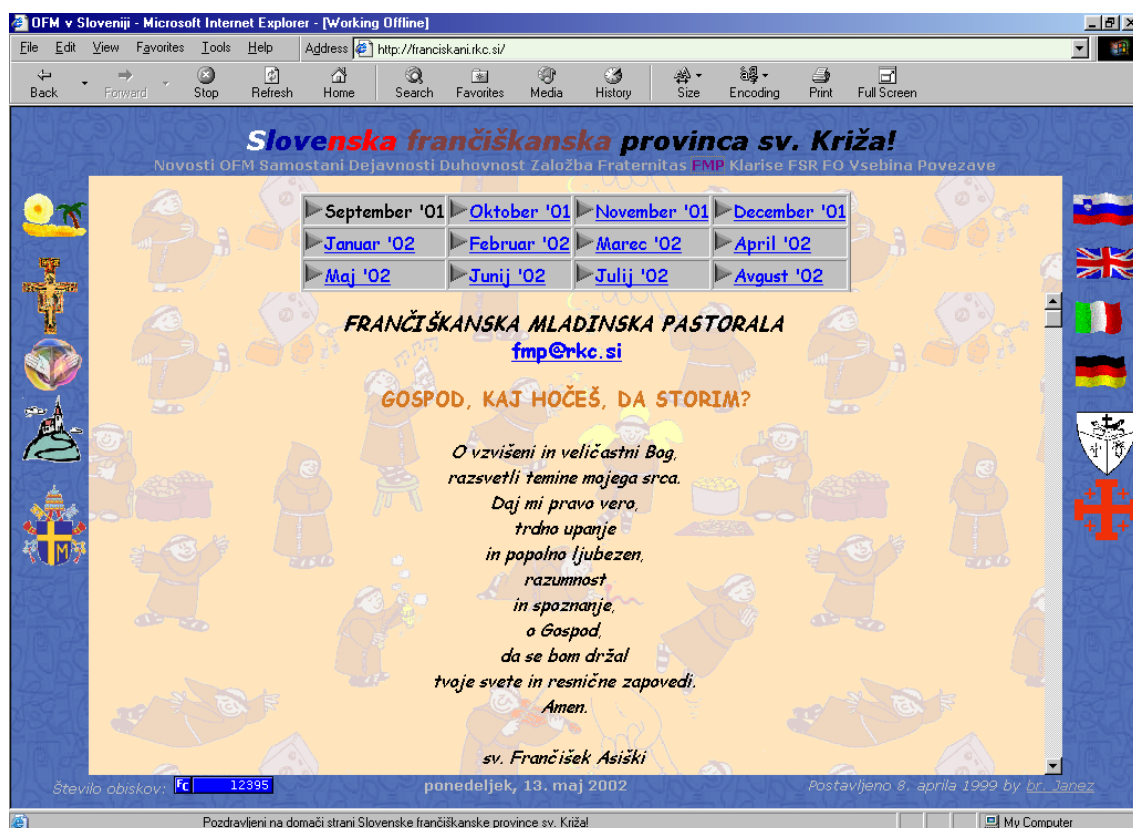 OFM v Sloveniji - Microsoft Internet Explorer - [Working Offline]
File Edit View Favorites Tools Help Address http://franciskani.rkc.si/
Back Forward Stop Refresh Home Search Favorites Media History Size Encoding Print Full Screen
Slovenska frančiškanska provinca sv. Križa!
Novosti OFM Samostani Dejavnosti Duhovnost Založba Fraternitas FMP Klarise FSR FO Vsebina Povezave
September '01 Oktober '01 November '01 December '01
Januar '02 Februar '02 Marec '02 April '02
Maj '02 Junij '02 Julij '02 Avgust '02
FRANČIŠKANSKA MLADINSKA PASTORALA
fmp@rkc.si
GOSPOD, KAJ HOČEŠ, DA STORIM?
O vzvišeni in veličastni Bog,
razsvetli temine mojega srca.
Daj mi pravo vero,
trdno upanje
in popolno ljubezen,
razumnost
in spoznanje,
o Gospod,
da se bom držal
tvoje svete in resnične zapovedi.
Amen.
sv. Frančišek Asiški
Število obiskov: Fc 12395 ponedeljek, 13. maj 2002 Postavljeno 8. aprila 1999 by br. Janez
Pozdravljeni na domači strani Slovenske frančiškanske province sv. Križa! My Computer